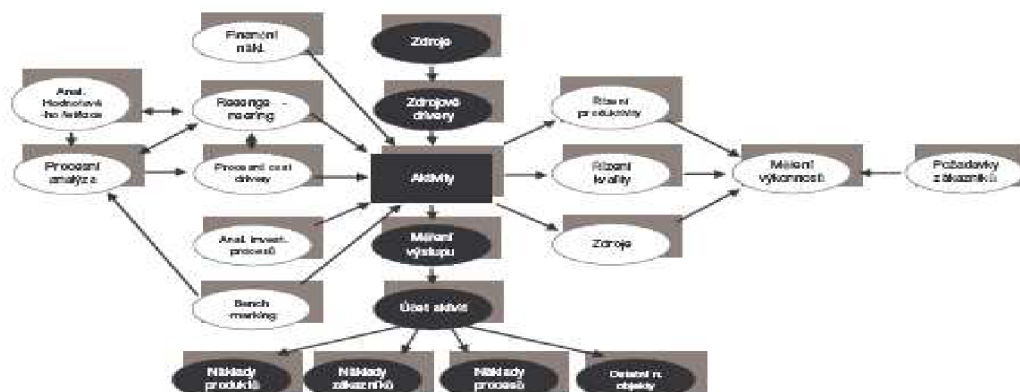 Finanční
nákl.
Zdroje
Anal.
Hodnotové
-ho řetězce
Reenge -
neering
Zdrojové
drivery
Řízení
produktivity
Procesní
analýza
Procesní cost
drivery
Aktivity
Řízení
kvality
Měření
výkonnosti
Požadavky
zákazníků
Anal. invest.
procesů
Měření
výstupu
Zdroje
Bench
-marking
Účet aktivit
Náklady
produktů
Náklady
zákazníků
Náklady
procesů
Ostatní n.
objekty